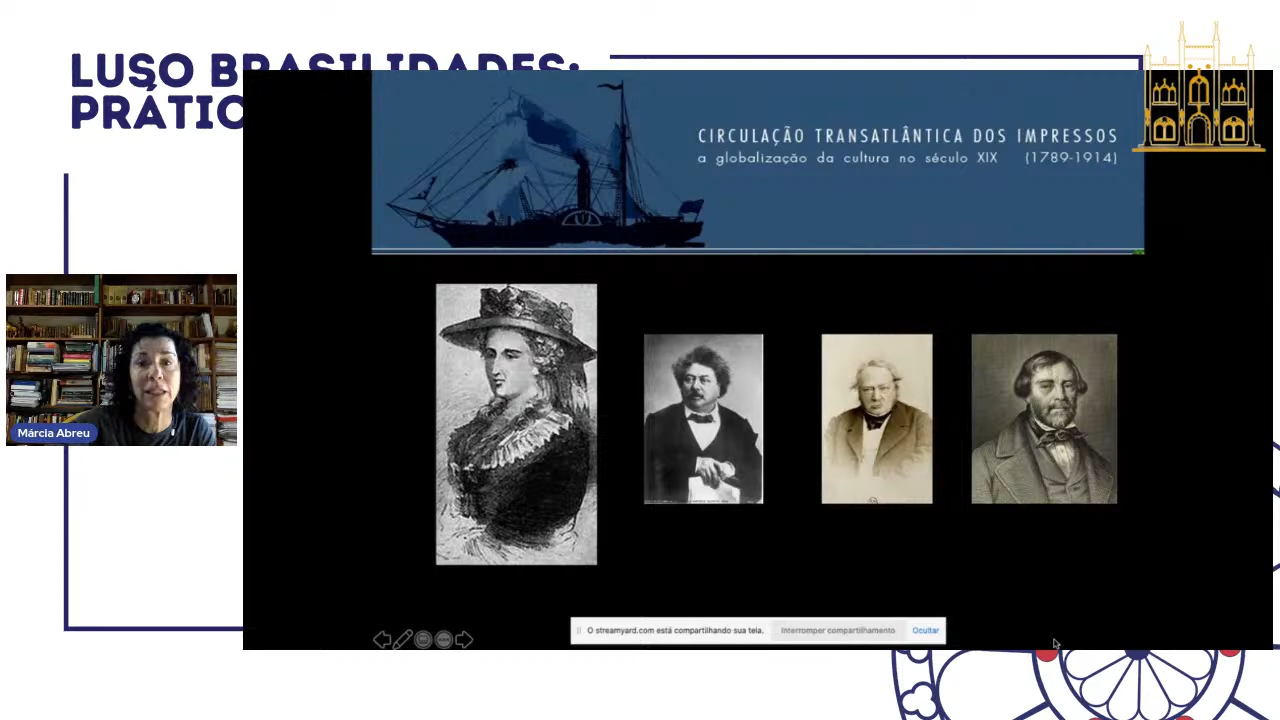 LUSO BRASILIDADES:
PRÁTIC
CIRCULAÇÃO TRANSATLÂNTICA DOS IMPRESSOS
a globalização da cultura no século XIX (1789-1914)
Márcia Abreu
O streamyard.com está compartilhando sua tela. Interromper compartilhamento Ocultar